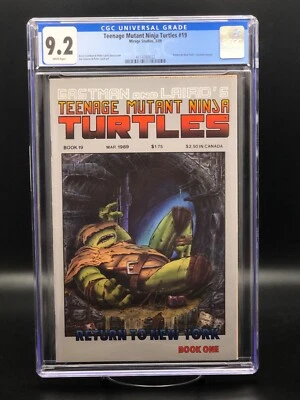 CGC UNIVERSAL GRADE
9.2
Teenage Mutant Ninja Turtles #19
Mirage Studios, 3/89
EASTMAN and LAIRD'S
TEENAGE MUTANT NINJA
TURTLES
BOOK 19 MAR. 1989 $1.75 $2.50 IN CANADA
RETURN TO NEW YORK
BOOK ONE